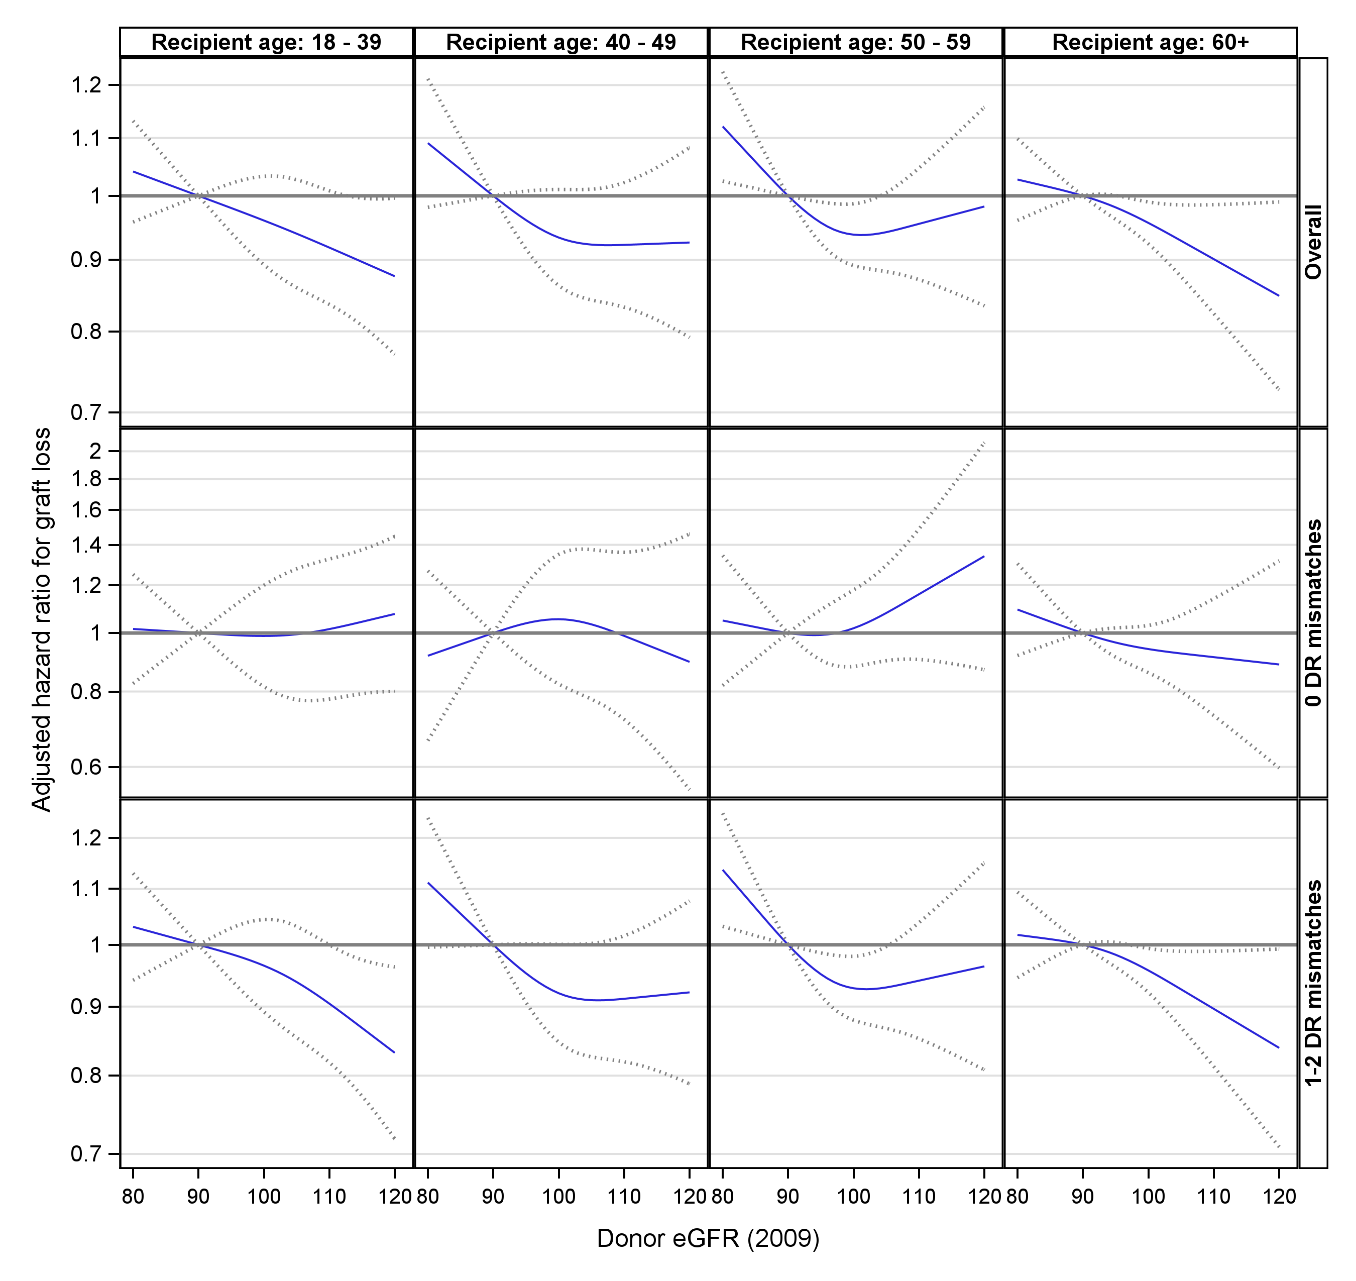 Recipient age: 18 - 39 Recipient age: 40 - 49 Recipient age: 50 - 59 Recipient age: 60+
1.2
1.1
1
0.9
0.8
0.7
Overall
Adjusted hazard ratio for graft loss
2
1.8
1.6
1.4
1.2
1
0.8
0.6
0 DR mismatches
1.2
1.1
1
0.9
0.8
0.7
1-2 DR mismatches
80 90 100 110 120 80 90 100 110 120 80 90 100 110 120 80 90 100 110 120
Donor eGFR (2009)